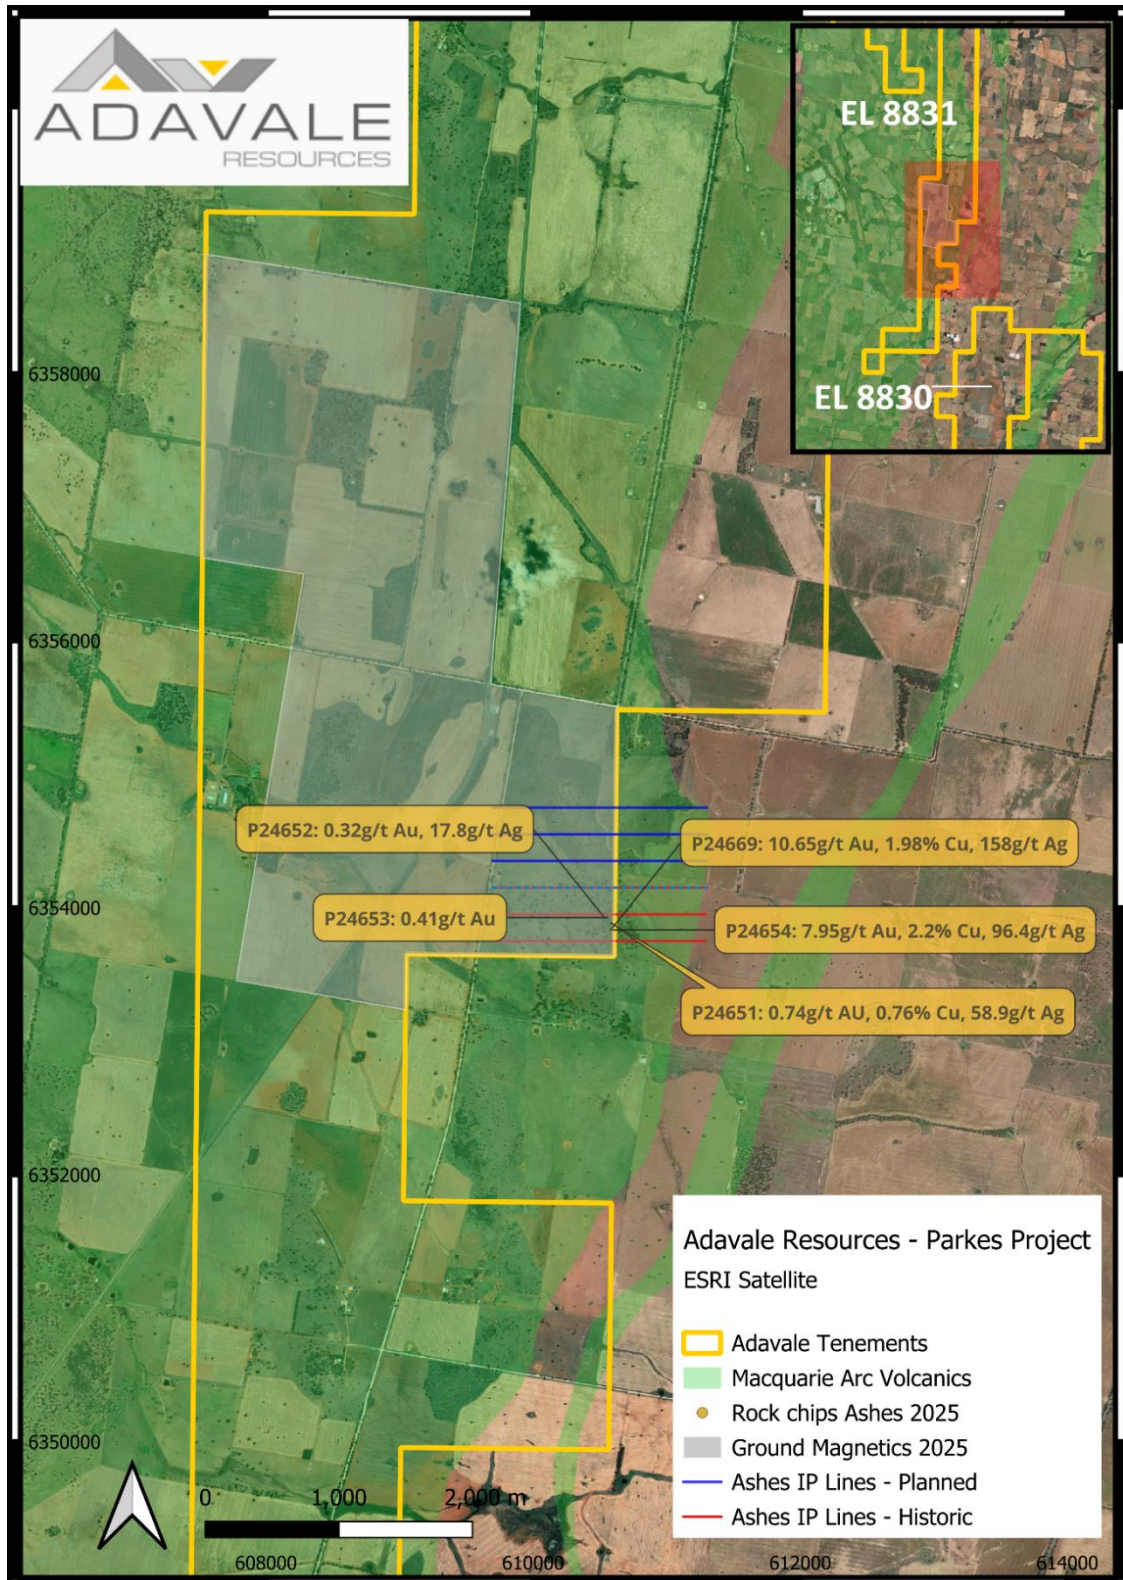 ADAVALE
RESOURCES
EL 8831
EL 8830
6358000
6356000
P24652: 0.32g/t Au, 17.8g/t Ag
P24669: 10.65g/t Au, 1.98% Cu, 158g/t Ag
6354000
P24653: 0.41g/t Au
P24654: 7.95g/t Au, 2.2% Cu, 96.4g/t Ag
P24651: 0.74g/t AU, 0.76% Cu, 58.9g/t Ag
6352000
Adavale Resources - Parkes Project
ESRI Satellite
Adavale Tenements
Macquarie Arc Volcanics
Rock chips Ashes 2025
Ground Magnetics 2025
Ashes IP Lines - Planned
Ashes IP Lines - Historic
6350000
0 1,000 2,000 m
608000 610000 612000 614000